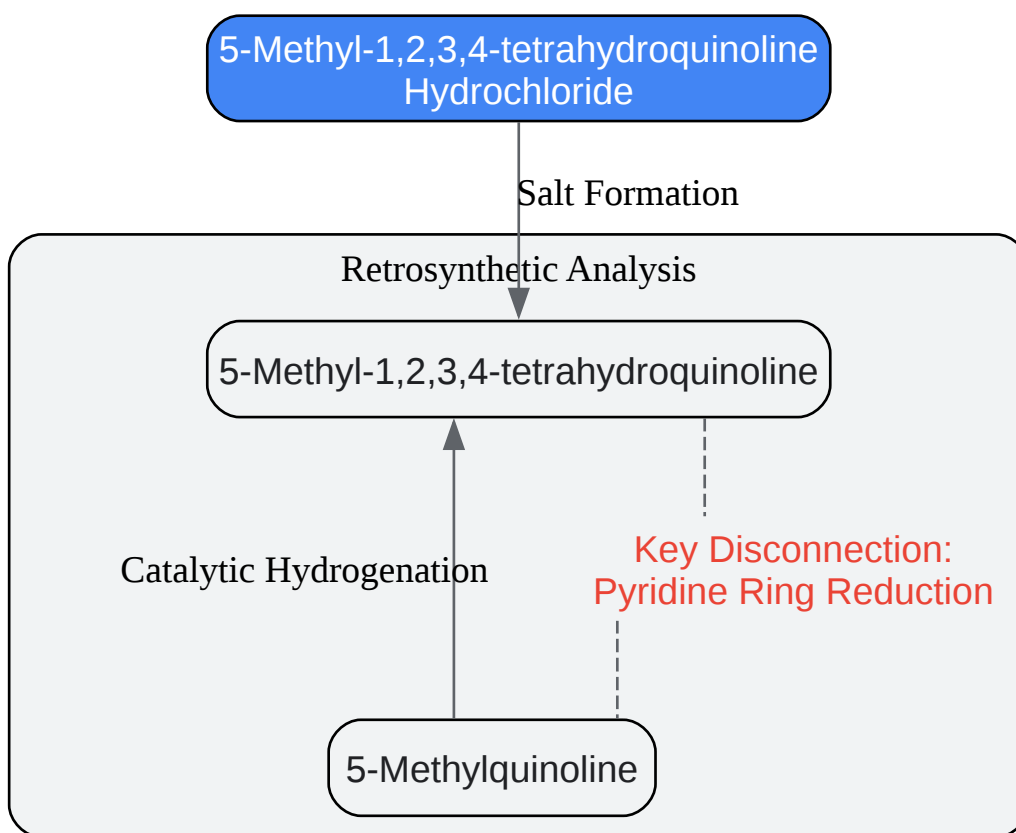 5-Methyl-1,2,3,4-tetrahydroquinoline
Hydrochloride
Salt Formation
Retrosynthetic Analysis
5-Methyl-1,2,3,4-tetrahydroquinoline
Key Disconnection:
Pyridine Ring Reduction
Catalytic Hydrogenation
5-Methylquinoline